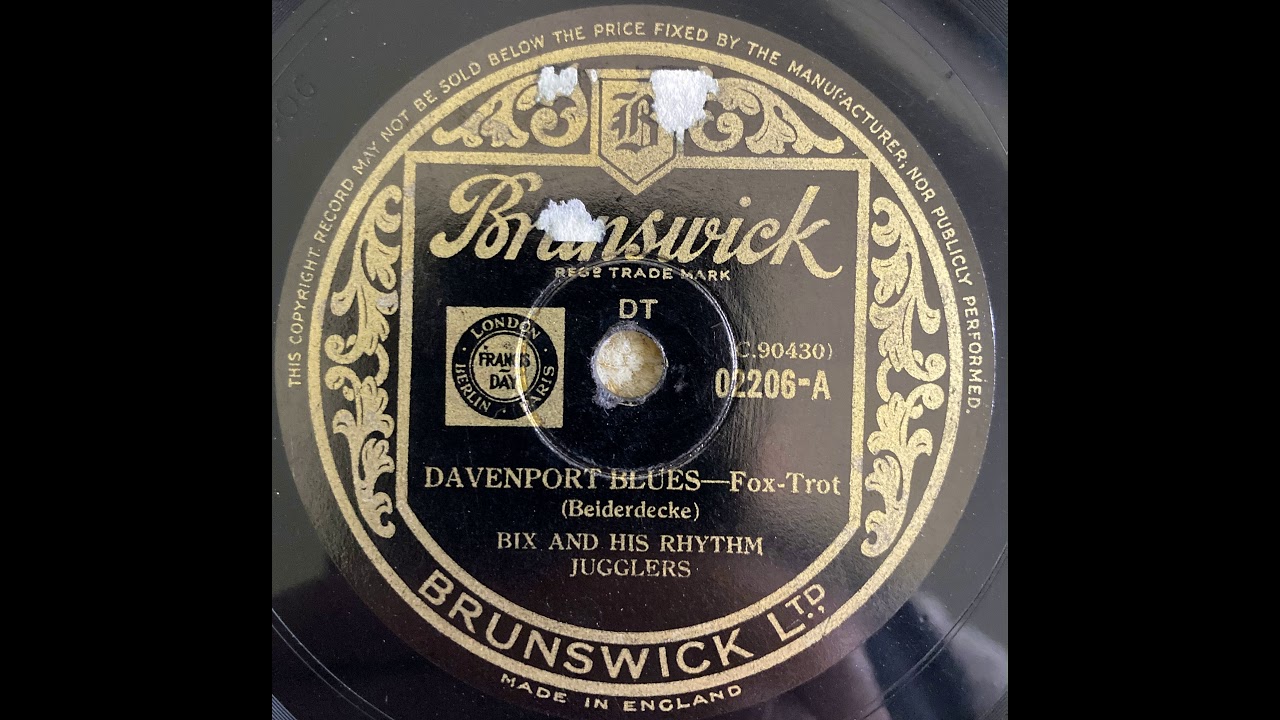 THIS COPYRIGHT RECORD MAY NOT BE SOLD BELOW THE PRICE FIXED BY THE MANUFACTURER, NOR PUBLICLY PERFORMED.
B
Brunswick
REGD TRADE MARK
DT
LONDON
FRANCIS
DAY
BERLIN · PARIS
C.90430)
02206-A
DAVENPORT BLUES—Fox-Trot
(Beiderdecke)
BIX AND HIS RHYTHM
JUGGLERS
BRUNSWICK LTD.,
MADE IN ENGLAND